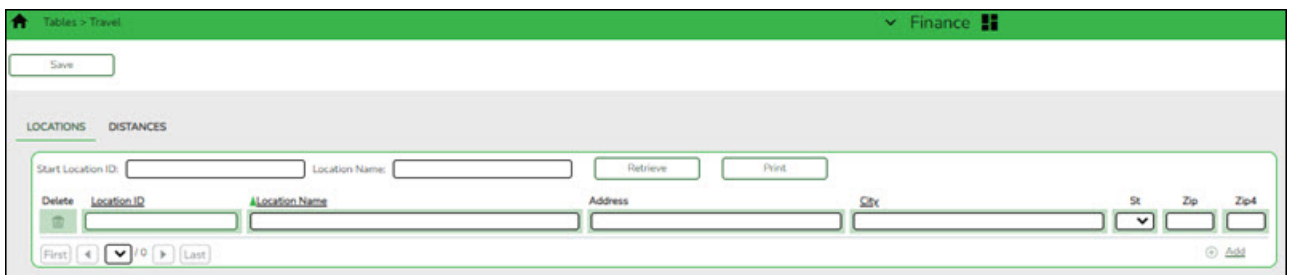 Tables > Travel Finance
Save
LOCATIONS DISTANCES
Start Location ID: Location Name: Retrieve Print
Delete Location ID Location Name Address City St Zip Zip4
First / 0 Last Add